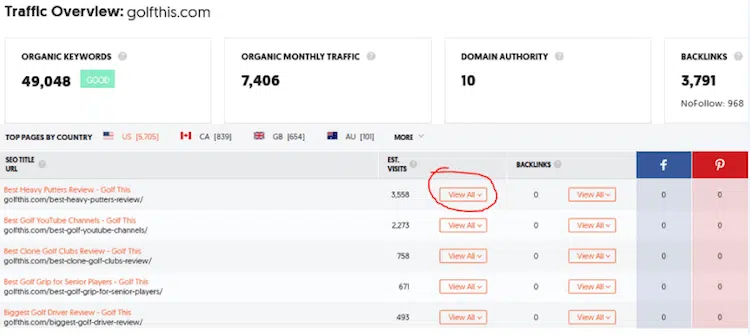 Traffic Overview: golfthis.com
ORGANIC KEYWORDS ?
49,048 GOOD
ORGANIC MONTHLY TRAFFIC ?
7,406
DOMAIN AUTHORITY ?
10
BACKLINKS ?
3,791
NoFollow: 968
TOP PAGES BY COUNTRY US [5,705] CA [839] GB [654] AU [101] MORE
SEO TITLE ?
URL
EST. ?
VISITS
BACKLINKS ?
f
Best Heavy Putters Review - Golf This
golfthis.com/best-heavy-putters-review/
3,558 View All 0 View All 0 0
Best Golf YouTube Channels - Golf This
golfthis.com/best-golf-youtube-channels/
2,273 View All 0 View All 0 0
Best Clone Golf Clubs Review - Golf This
golfthis.com/best-clone-golf-clubs-review/
758 View All 0 View All 0 0
Best Golf Grip for Senior Players - Golf This
golfthis.com/best-golf-grip-for-senior-players/
671 View All 0 View All 0 0
Biggest Golf Driver Review - Golf This
golfthis.com/biggest-golf-driver-review/
493 View All 0 View All 0 0